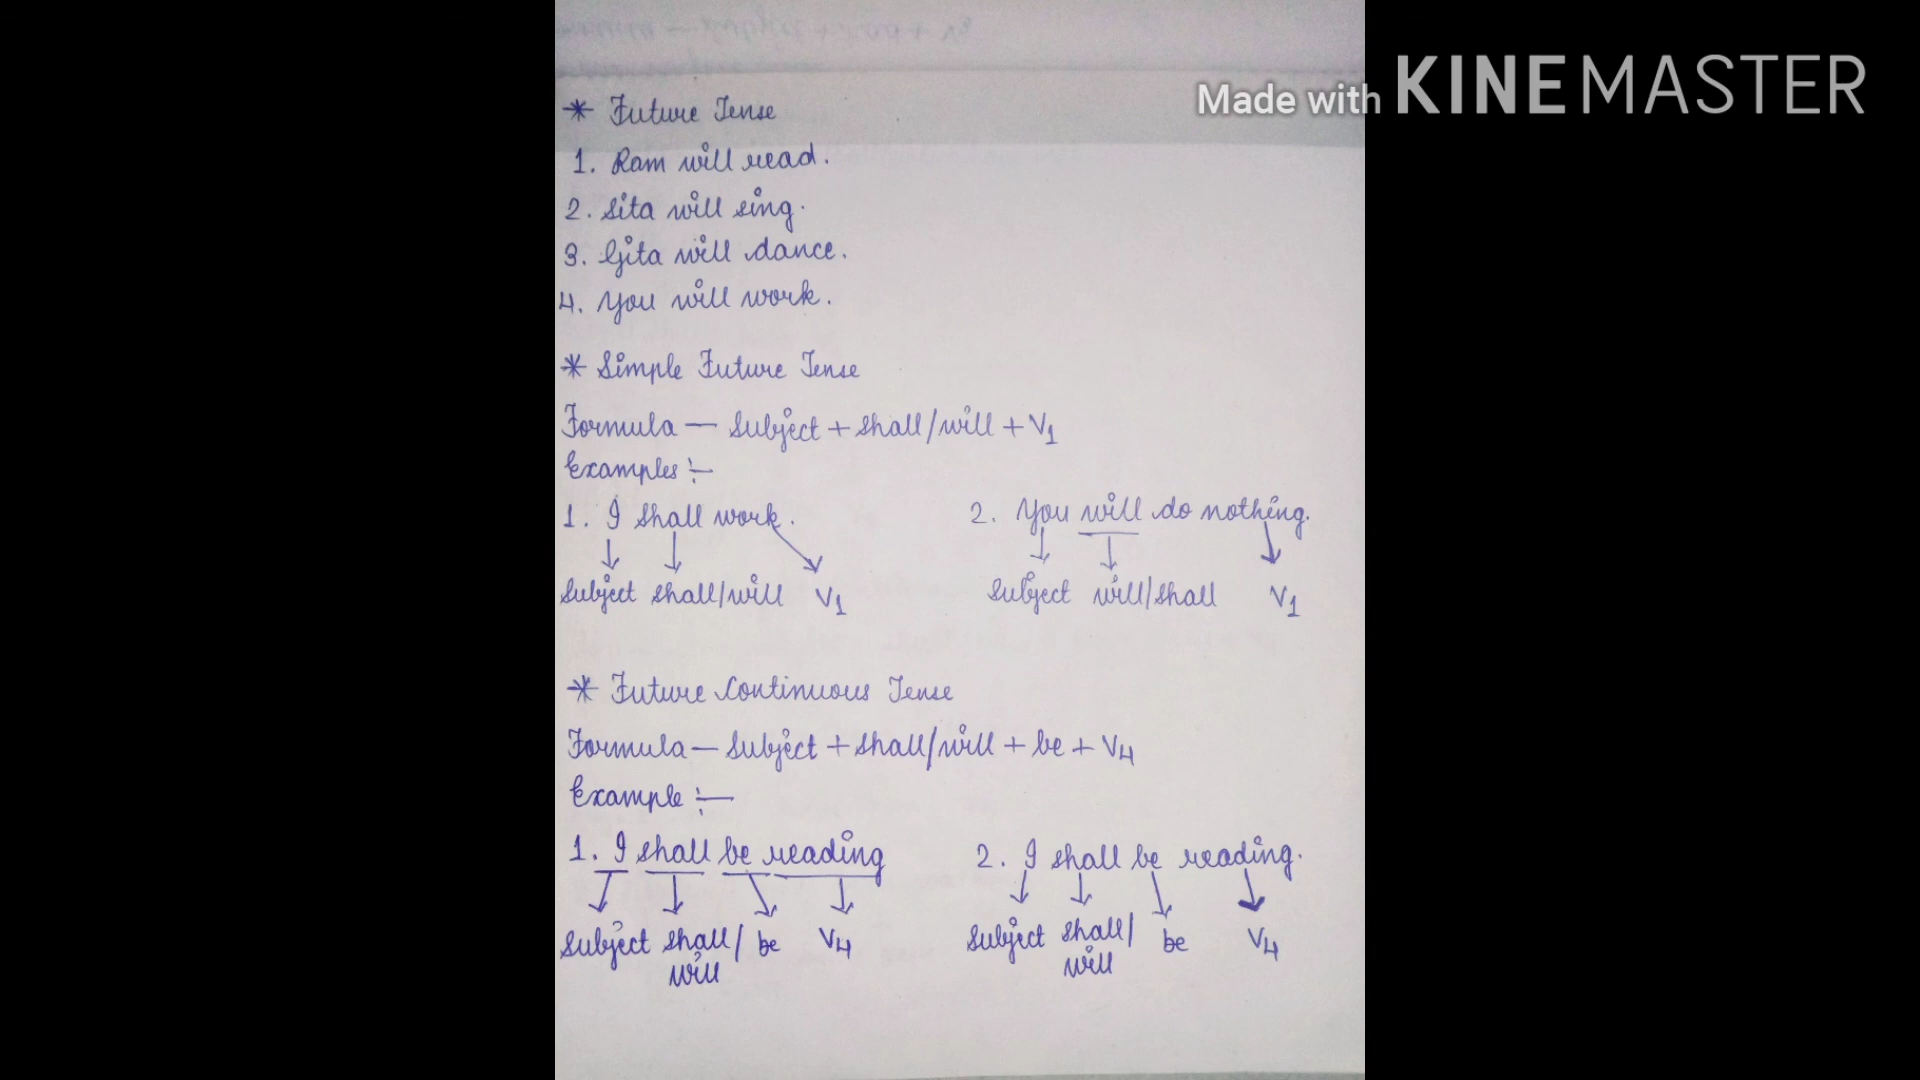 Made with KINEMASTER
* Future Tense
1. Ram will read.
2. Sita will sing.
3. Gita will dance.
4. You will work.
* Simple Future Tense
Formula — Subject + shall/will + V1
Examples :-
1. I shall work. 2. You will do nothing.
Subject shall/will V1 Subject will/shall V1
* Future Continuous Tense
Formula — Subject + shall/will + be + V4
Example :-
1. I shall be reading 2. I shall be reading.
Subject shall/ be V4 Subject shall/ be V4
will will